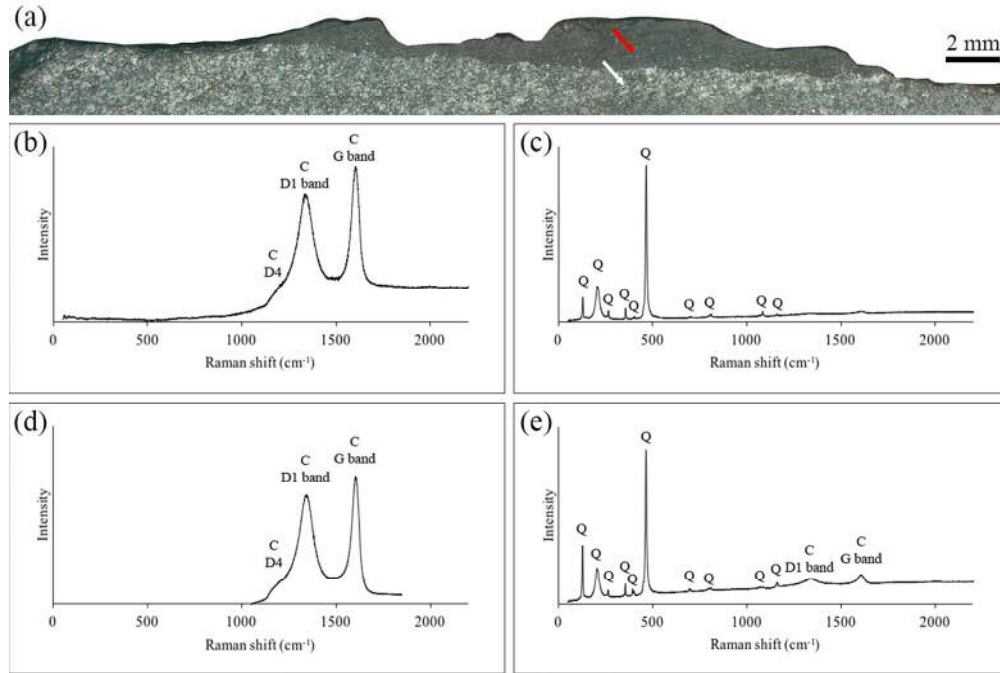 (a)
2 mm
(b)
C
G band
C
D1 band
C
D4
Intensity
0
500
1000
1500
2000
Raman shift (cm⁻¹)
(c)
Q
Q
Q
Q
Q
Q
Q
Q
Q
Q
Intensity
0
500
1000
1500
2000
Raman shift (cm⁻¹)
(d)
C
G band
C
D1 band
C
D4
Intensity
0
500
1000
1500
2000
Raman shift (cm⁻¹)
(e)
Q
Q
Q
Q
Q
Q
Q
Q
Q
Q
C
D1 band
C
G band
Intensity
0
500
1000
1500
2000
Raman shift (cm⁻¹)